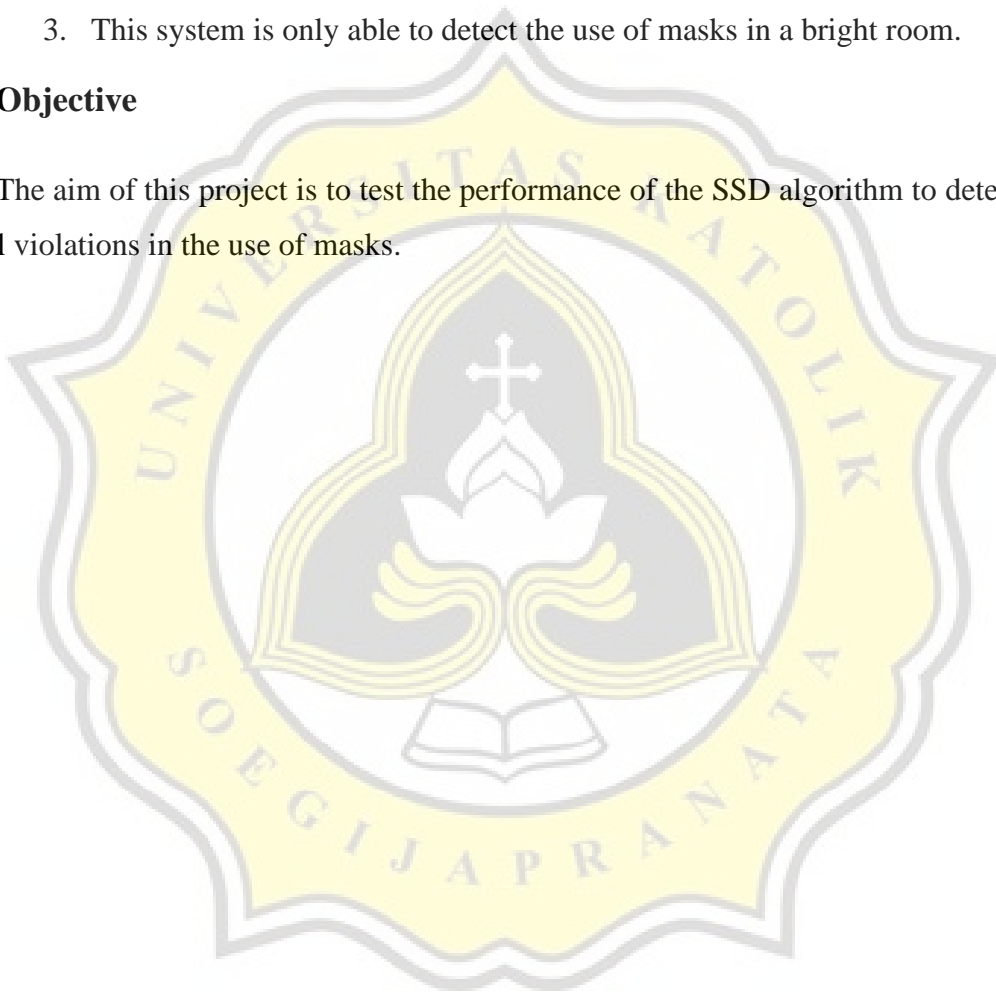 3. This system is only able to detect the use of masks in a bright room.
Objective
The aim of this project is to test the performance of the SSD algorithm to dete
l violations in the use of masks.
UNIVERSITAS KATOLIK
SOEGIJAPRANATA